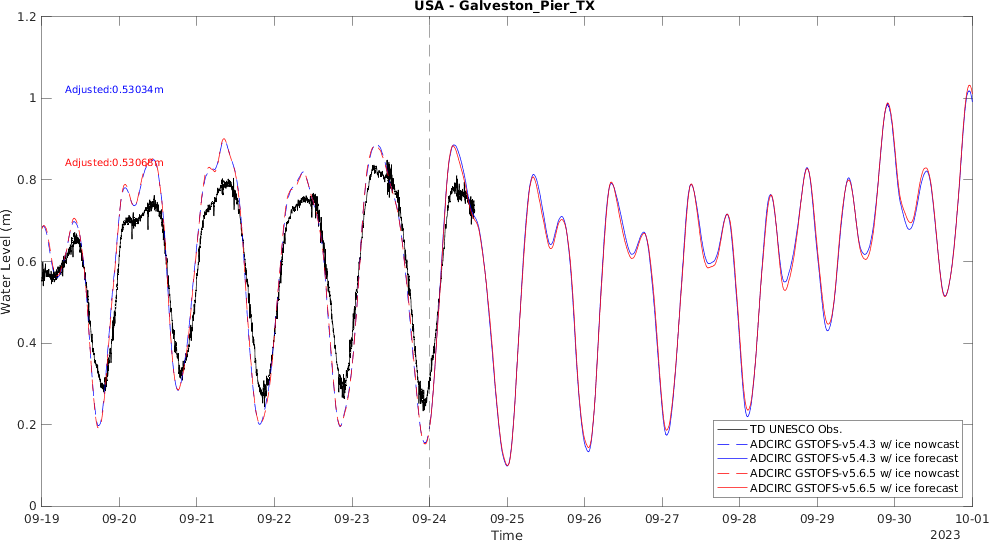 USA - Galveston_Pier_TX
1.2
1
0.8
0.6
0.4
0.2
0
Water Level (m)
Adjusted:0.53034m
Adjusted:0.53068m
TD UNESCO Obs.
ADCIRC GSTOFS-v5.4.3 w/ ice nowcast
ADCIRC GSTOFS-v5.4.3 w/ ice forecast
ADCIRC GSTOFS-v5.6.5 w/ ice nowcast
ADCIRC GSTOFS-v5.6.5 w/ ice forecast
09-19 09-20 09-21 09-22 09-23 09-24 09-25 09-26 09-27 09-28 09-29 09-30 10-01
Time
2023